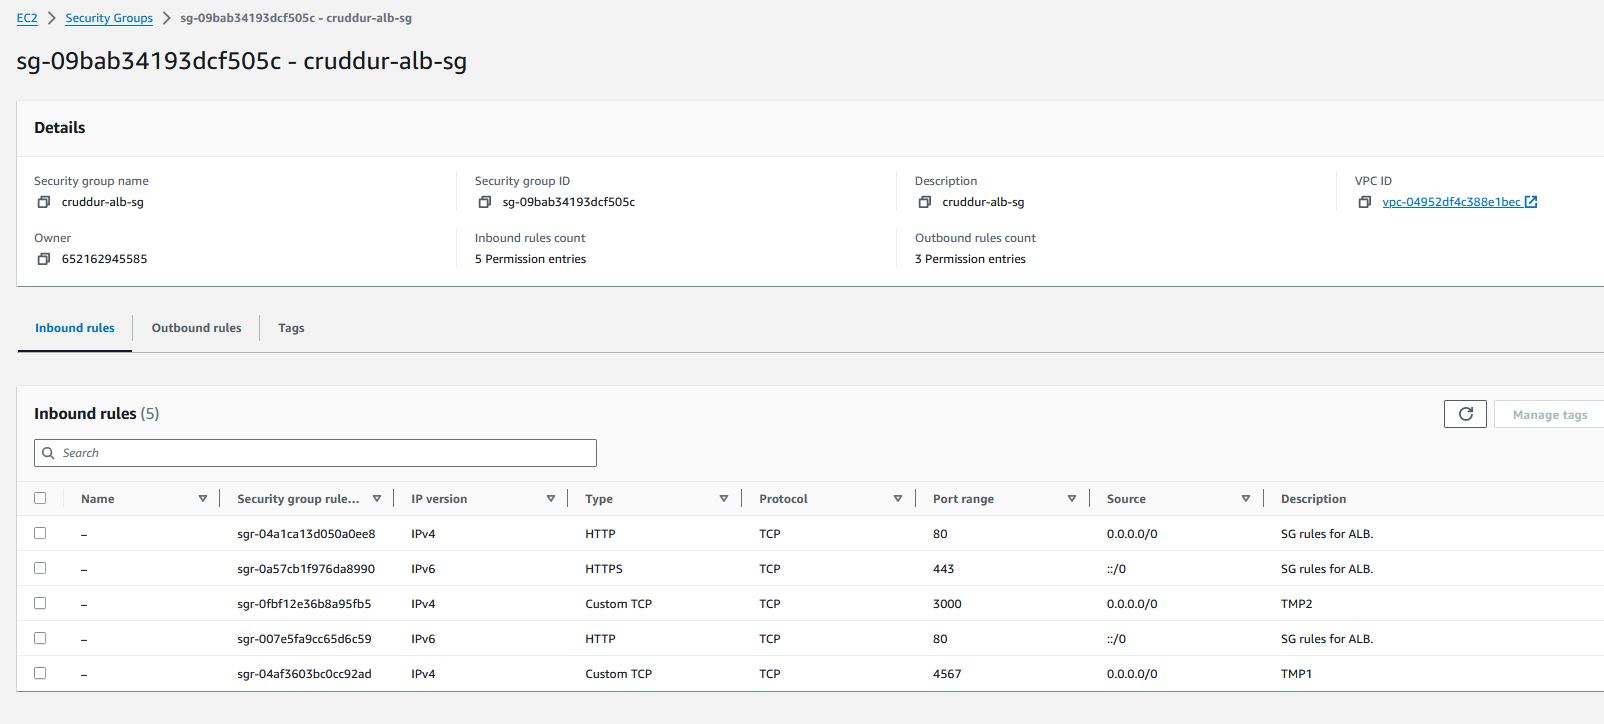 EC2 > Security Groups > sg-09bab34193dcf505c - cruddur-alb-sg
sg-09bab34193dcf505c - cruddur-alb-sg
Details
Security group name Security group ID Description VPC ID
cruddur-alb-sg sg-09bab34193dcf505c cruddur-alb-sg vpc-04952df4c388e1bec
Owner Inbound rules count Outbound rules count
652162945585 5 Permission entries 3 Permission entries
Inbound rules Outbound rules Tags
Inbound rules (5) Manage tags
Search
Name Security group rule... IP version Type Protocol Port range Source Description
– sgr-04a1ca13d050a0ee8 IPv4 HTTP TCP 80 0.0.0.0/0 SG rules for ALB.
– sgr-0a57cb1f976da8990 IPv6 HTTPS TCP 443 ::/0 SG rules for ALB.
– sgr-0fbf12e36b8a95fb5 IPv4 Custom TCP TCP 3000 0.0.0.0/0 TMP2
– sgr-007e5fa9cc65d6c59 IPv6 HTTP TCP 80 ::/0 SG rules for ALB.
– sgr-04af3603bc0cc92ad IPv4 Custom TCP TCP 4567 0.0.0.0/0 TMP1